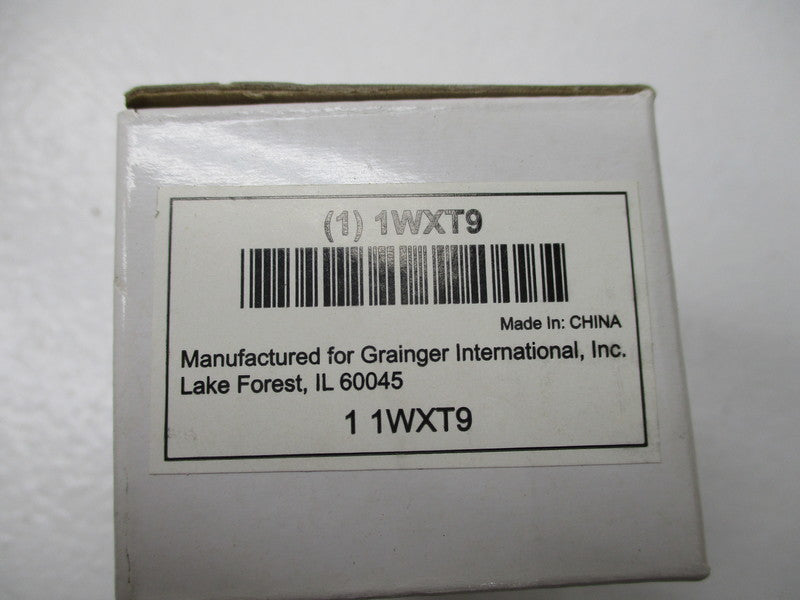 (1) 1WXT9
Made In: CHINA
Manufactured for Grainger International, Inc.
Lake Forest, IL 60045
1 1WXT9